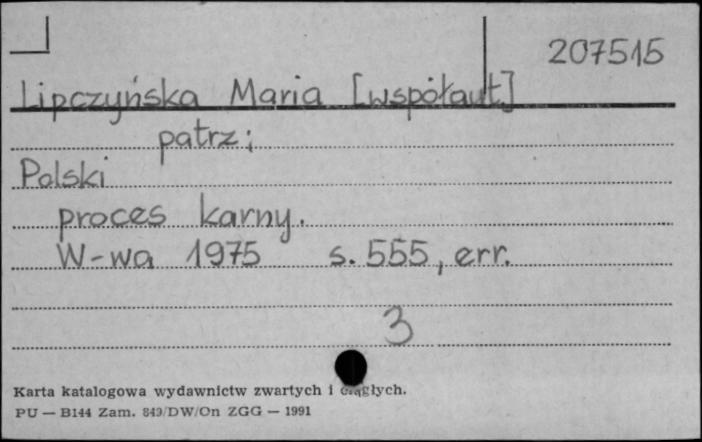 207515
Lipczyńska Maria [współaut]
patrz:
Polski
proces karny.
W-wa 1975 s. 555, err.
3
Karta katalogowa wydawnictw zwartych i ciągłych.
PU — B144 Zam. 849/DW/On ZGG — 1991